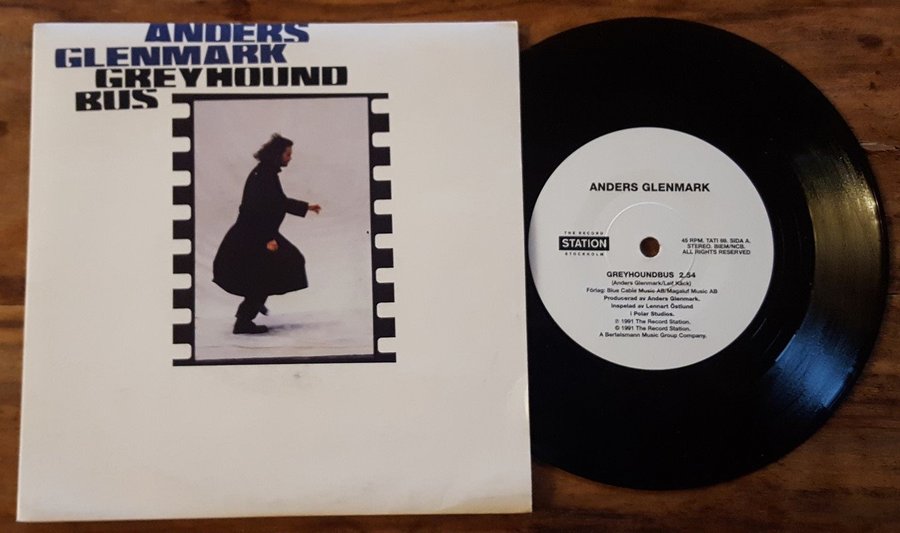 ANDERS
GLENMARK
GREYHOUND
BUS
ANDERS GLENMARK
THE RECORD
STATION
STOCKHOLM
45 RPM. TATI 88. SIDA A.
STEREO. BIEM/NCB.
ALL RIGHTS RESERVED
GREYHOUNDBUS 2.54
(Anders Glenmark/Leif Käck)
Förlag: Blue Cable Music AB/Magaluf Music AB
Producerad av Anders Glenmark.
Inspelad av Lennart Östlund
i Polar Studios.
℗ 1991 The Record Station.
© 1991 The Record Station.
A Bertelsmann Music Group Company.